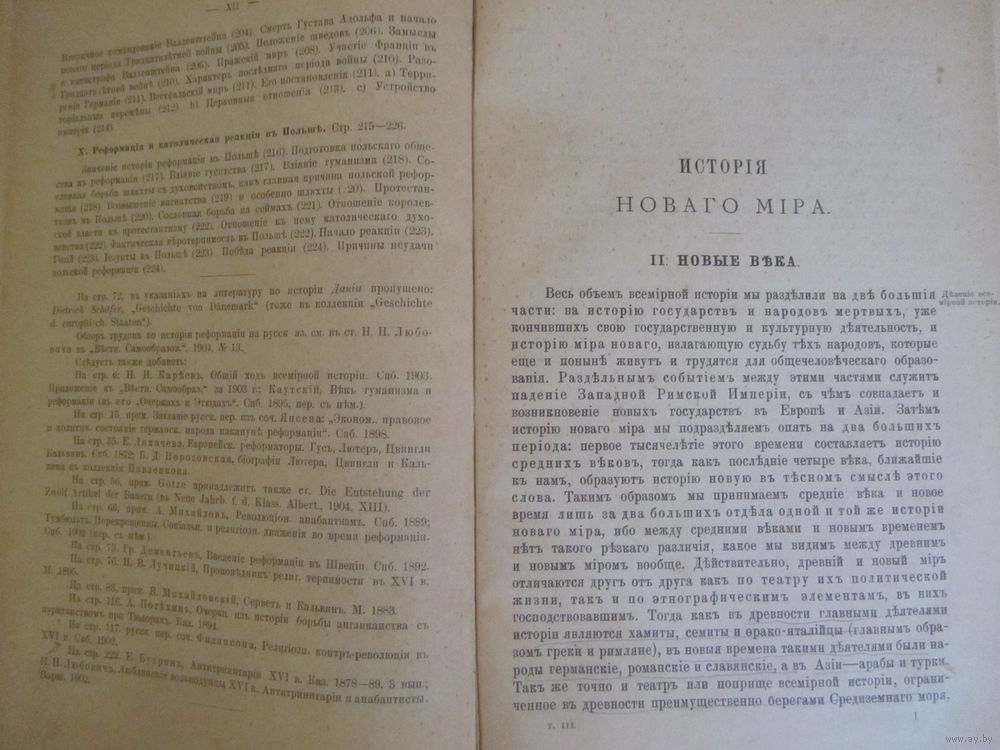 — XII —
Вторичное командованіе Валленштейна (204). Смерть Густава Адольфа и начало
новаго періода Тридцатилѣтней войны (205). Положеніе шведовъ (206). Замыслы
и катастрофа Валленштейна (206). Пражскій миръ (208). Участіе Франціи въ
Тридцатилѣтней войнѣ (210). Характеръ послѣдняго періода войны (210). Разо-
реніе Германіи (211). Вестфальскій миръ (211). Его постановленія (211). a) Терри-
торіальныя перемѣны (212) b) Церковныя отношенія (213). c) Устройство
имперіи (214)
X. Реформація и католическая реакція въ Польшѣ. Стр. 215—226.
Значеніе исторіи реформаціи въ Польшѣ (216). Подготовка польскаго обще-
ства къ реформаціи (217). Вліяніе гуситства (217). Вліяніе гуманизма (218). Со-
словная борьба шляхты съ духовенствомъ, какъ главная причина польской рефор-
маціи (218). Возвышеніе магнатства (219) и особенно шляхты (220). Протестан-
тизмъ въ Польшѣ (220). Сословная борьба на сеймахъ (221). Отношеніе королев-
ской власти къ протестантизму (222). Отношеніе къ нему католическаго духо-
венства (222). Фактическая вѣротерпимость въ Польшѣ (222). Начало реакціи (223).
Гозій (223). Іезуиты въ Польшѣ (223). Побѣда реакціи (224). Причины неудачи
польской реформаціи (224).
На стр. 72, въ указаніяхъ на литературу по исторіи Даніи пропущено:
Dietrich Schäfer, „Geschichte von Dänemark“ (тоже въ коллекціи „Geschichte
d. europäisch. Staaten“).
Обзоръ трудовъ по исторіи реформаціи на русск. яз. см. въ ст. Н. Н. Любо-
вича въ „Вѣстн. Самообразов.“. 1904, № 13.
Слѣдуетъ также добавить:
На стр. 6: Н. И. Карѣевъ, Общій ходъ всемірной исторіи. Спб. 1903.
Приложеніе къ „Вѣстн. Самообраз.“ за 1903 г.: Каутскій, Вѣкъ гуманизма и
реформаціи (къ его „Очеркахъ и Этюдахъ“. Спб. 1895, пер. съ нѣм.).
На стр. 15, прим. Заглавіе русск. пер. изъ соч. Янсена: „Эконом., правовое
и политич. состояніе германск. народа наканунѣ реформаціи“. Спб. 1898.
На стр. 35: Е. Лихачева, Европейск. реформаторы. Гусъ, Лютеръ, Цвингли
Кальвинъ. Спб. 1872; Б. Д. Порозовская, біографіи Лютера, Цвингли и Каль-
вина въ коллекціи Павленкова.
На стр. 56, прим. Götze принадлежитъ также ст. Die Entstehung der
Zwölf Artikel der Bauern (въ Neue Jahrb. f. d. Klass. Albert., 1904, XIII).
На стр. 66, прим. А. Михайловъ, Революціон. анабаптизмъ. Спб. 1889;
Тумбюльтъ, Перекрещенцы. Соціальн. и религіозн. движенія во время реформаціи.
Спб. 1902 (пер. съ нѣм.).
На стр. 73. Гр. Дементьевъ, Введеніе реформаціи въ Швеціи. Спб. 1892.
На стр. 76. И. В. Лучицкій, Проповѣдникъ религ. терпимости въ XVI в.
М. 1895.
На стр. 88, прим. В. Михайловскій, Серветъ и Кальвинъ. М. 1883.
На стр. 116. А. Потѣхинъ, Очерки изъ исторіи борьбы англиканства съ
пуританствомъ при Тюдорахъ. Каз. 1894.
На стр. 117. русск. пер. соч. Филиппсона, Религіозн. контръ-революція въ
XVI в. Спб. 1902.
На стр. 222. Е. Будринъ, Антитринитаріи XVI в. Каз. 1878—89. 3 вып.;
Н. Н. Любовичъ, Люблинскіе вольнодумцы XVI в. Антитринитаріи и анабаптисты.
Варш. 1902.
ИСТОРІЯ
НОВАГО МІРА.
II. НОВЫЕ ВѢКА.
Весь объемъ всемірной исторіи мы раздѣлили на двѣ большія
Дѣленіе все-
мірной исторіи.
части: на исторію государствъ и народовъ мертвыхъ, уже
кончившихъ свою государственную и культурную дѣятельность, и
исторію міра новаго, излагающую судьбу тѣхъ народовъ, которые
еще и понынѣ живутъ и трудятся для общечеловѣческаго образо-
ванія. Раздѣльнымъ событіемъ между этими частями служитъ
паденіе Западной Римской Имперіи, съ чѣмъ совпадаетъ и
возникновеніе новыхъ государствъ въ Европѣ и Азіи. Затѣмъ
исторію новаго міра мы подраздѣляемъ опять на два большихъ
періода: первое тысячелѣтіе этого времени составляетъ исторію
среднихъ вѣковъ, тогда какъ послѣдніе четыре вѣка, ближайшіе
къ намъ, образуютъ исторію новую въ тѣсномъ смыслѣ этого
слова. Такимъ образомъ мы принимаемъ средніе вѣка и новое
время лишь за два большихъ отдѣла одной и той же исторіи
новаго міра, ибо между средними вѣками и новымъ временемъ
нѣтъ такого рѣзкаго различія, какое мы видимъ между древнимъ
и новымъ міромъ вообще. Дѣйствительно, древній и новый міръ
отличаются другъ отъ друга какъ по театру ихъ политической
жизни, такъ и по этнографическимъ элементамъ, въ нихъ
господствовавшимъ. Тогда какъ въ древности главными дѣятелями
исторіи являются хамиты, семиты и ѳрако-италійцы (главнымъ обра-
зомъ греки и римляне), въ новыя времена такими дѣятелями были на-
роды германскіе, романскіе и славянскіе, а въ Азіи—арабы и турки.
Такъ же точно и театръ или поприще всемірной исторіи, ограни-
ченное въ древности преимущественно берегами Средиземнаго моря,
Т. III.
1
www.ay.by